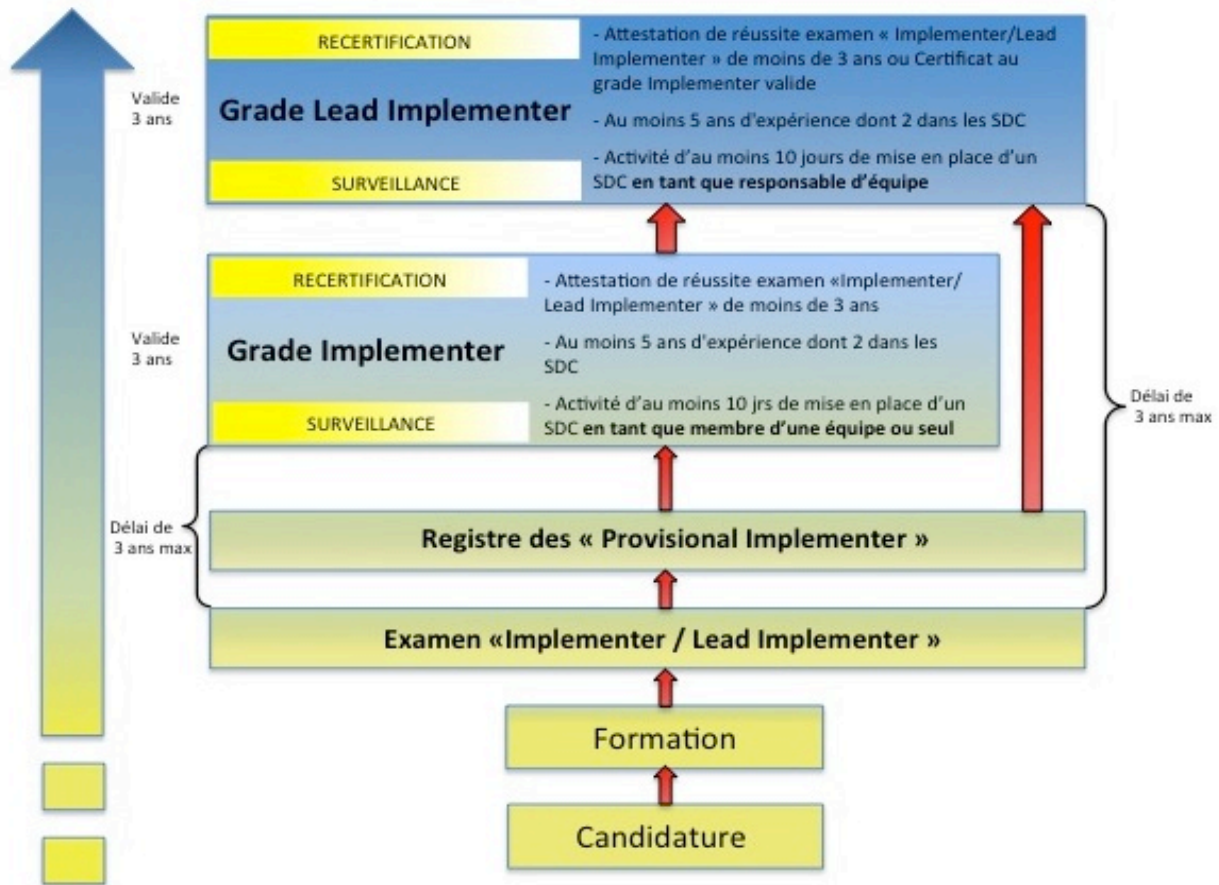 RECERTIFICATION
Grade Lead Implementer
SURVEILLANCE
- Attestation de réussite examen « Implementer/Lead
Implementer » de moins de 3 ans ou Certificat au
grade Implementer valide
- Au moins 5 ans d'expérience dont 2 dans les SDC
- Activité d’au moins 10 jours de mise en place d’un
SDC en tant que responsable d’équipe
Valide
3 ans
RECERTIFICATION
Grade Implementer
SURVEILLANCE
- Attestation de réussite examen «Implementer/
Lead Implementer » de moins de 3 ans
- Au moins 5 ans d'expérience dont 2 dans les
SDC
- Activité d’au moins 10 jrs de mise en place d’un
SDC en tant que membre d’une équipe ou seul
Valide
3 ans
Délai de
3 ans max
Délai de
3 ans max
Registre des « Provisional Implementer »
Examen «Implementer / Lead Implementer »
Formation
Candidature